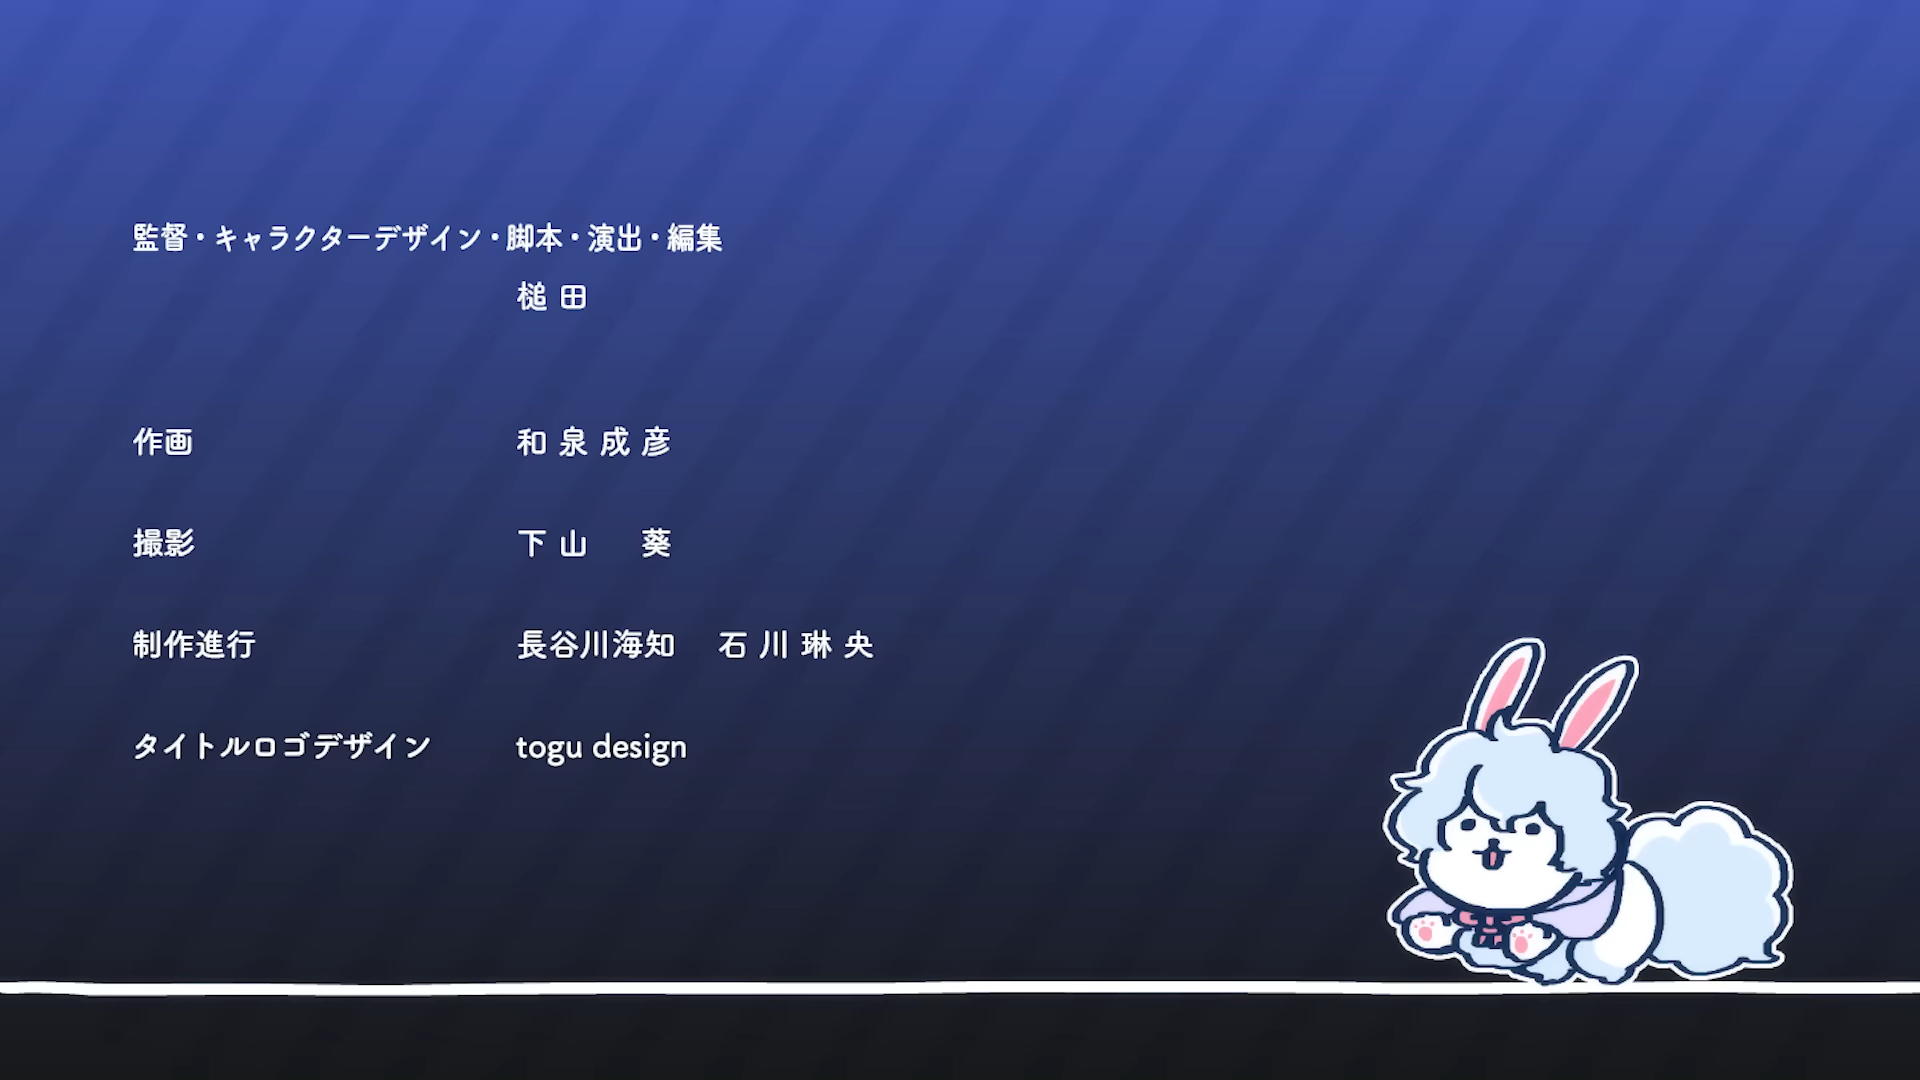 監督・キャラクターデザイン・脚本・演出・編集
槌田
作画 和泉成彦
撮影 下山 葵
制作進行 長谷川海知 石川琳央
タイトルロゴデザイン togu design